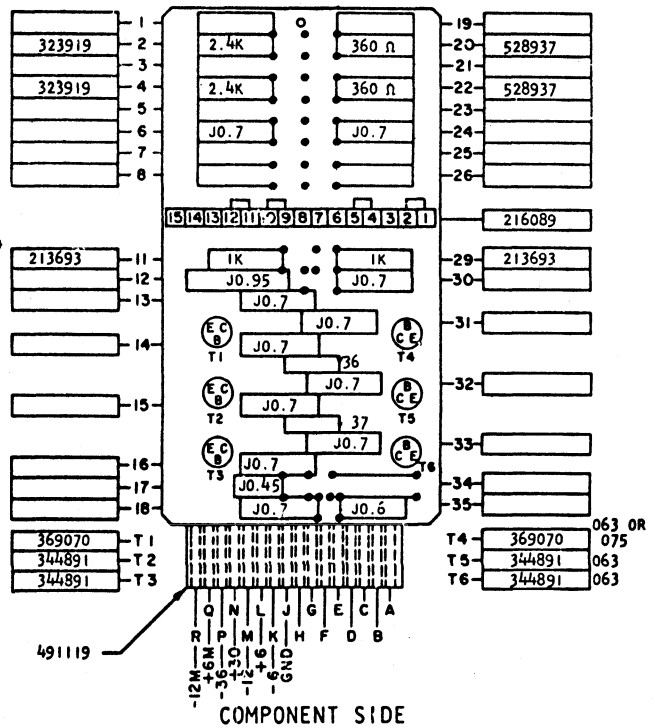 1 19
323919 2 2.4K 360 Ω 20 528937
3 21
323919 4 2.4K 360 Ω 22 528937
5 23
6 J0.7 J0.7 24
7 25
8 26
15 14 13 12 11 10 9 8 7 6 5 4 3 2 1 216089
213693 11 1K 1K 29 213693
12 J0.95 J0.7 30
13 J0.7
J0.7 31
E C B B C E
T1 T4
14 J0.7
36
J0.7 32
E C B B C E
T2 T5
15 J0.7
37
J0.7 33
E C B B C E
T3 T6
16 J0.7
17 J0.45 34
18 J0.7 J0.6 35
063 OR
369070 T1 T4 369070 075
344891 T2 T5 344891 063
344891 T3 T6 344891 063
Q N L J G E C A
R P M K H F D B
491119
-12M +6M -36 +30 -12 +6 -6 GND
COMPONENT SIDE